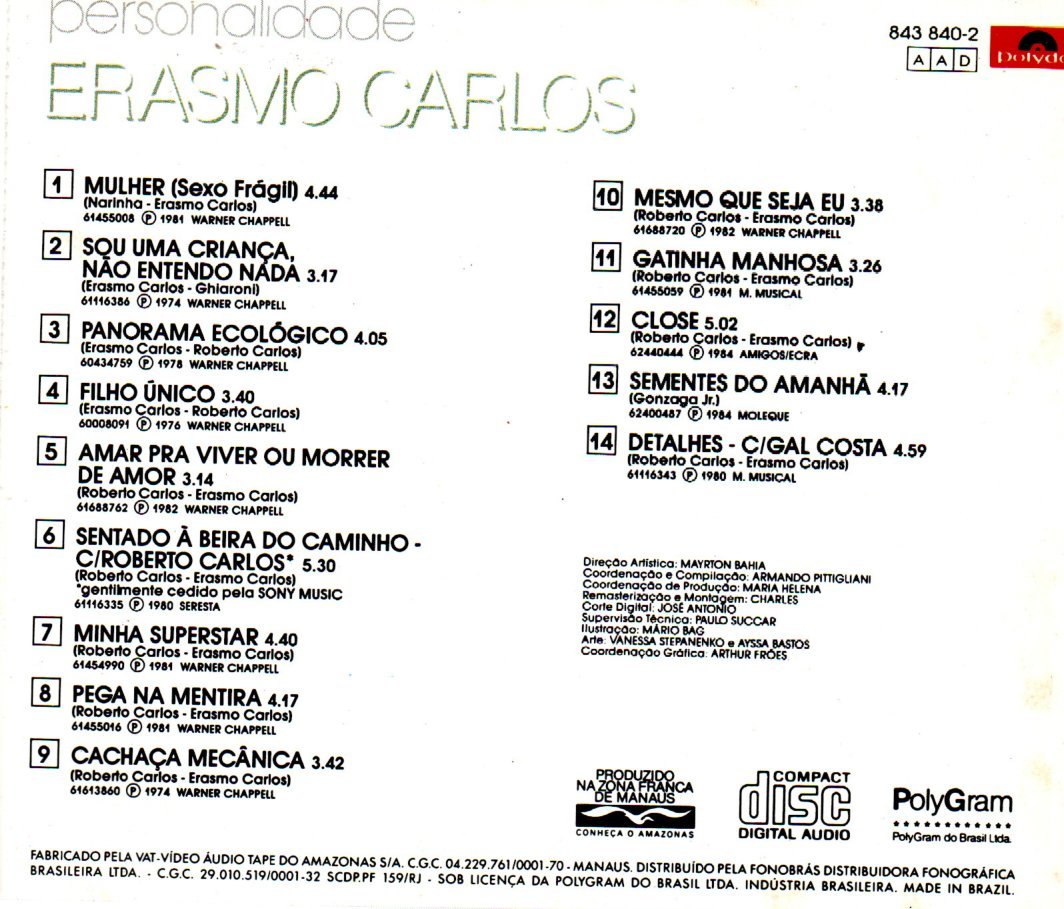 personalidade
ERASMO CARLOS
843 840-2
A A D
1 MULHER (Sexo Frágil) 4.44
(Narinha - Erasmo Carlos)
61455008 Ⓟ 1981 WARNER CHAPPELL
2 SOU UMA CRIANÇA,
NÃO ENTENDO NADA 3.17
(Erasmo Carlos - Ghiaroni)
61116386 Ⓟ 1974 WARNER CHAPPELL
3 PANORAMA ECOLÓGICO 4.05
(Erasmo Carlos - Roberto Carlos)
60434759 Ⓟ 1978 WARNER CHAPPELL
4 FILHO ÚNICO 3.40
(Erasmo Carlos - Roberto Carlos)
60008091 Ⓟ 1976 WARNER CHAPPELL
5 AMAR PRA VIVER OU MORRER
DE AMOR 3.14
(Roberto Carlos - Erasmo Carlos)
61688762 Ⓟ 1982 WARNER CHAPPELL
6 SENTADO À BEIRA DO CAMINHO -
C/ROBERTO CARLOS* 5.30
(Roberto Carlos - Erasmo Carlos)
*gentilmente cedido pela SONY MUSIC
61116335 Ⓟ 1980 SERESTA
7 MINHA SUPERSTAR 4.40
(Roberto Carlos - Erasmo Carlos)
61454990 Ⓟ 1981 WARNER CHAPPELL
8 PEGA NA MENTIRA 4.17
(Roberto Carlos - Erasmo Carlos)
61455016 Ⓟ 1981 WARNER CHAPPELL
9 CACHAÇA MECÂNICA 3.42
(Roberto Carlos - Erasmo Carlos)
61613860 Ⓟ 1974 WARNER CHAPPELL
10 MESMO QUE SEJA EU 3.38
(Roberto Carlos - Erasmo Carlos)
61688720 Ⓟ 1982 WARNER CHAPPELL
11 GATINHA MANHOSA 3.26
(Roberto Carlos - Erasmo Carlos)
61455059 Ⓟ 1981 M. MUSICAL
12 CLOSE 5.02
(Roberto Carlos - Erasmo Carlos)
62440444 Ⓟ 1984 AMIGOS/ECRA
13 SEMENTES DO AMANHÃ 4.17
(Gonzaga Jr.)
62400487 Ⓟ 1984 MOLEQUE
14 DETALHES - C/GAL COSTA 4.59
(Roberto Carlos - Erasmo Carlos)
61116343 Ⓟ 1980 M. MUSICAL
Direção Artística: MAYRTON BAHIA
Coordenação e Compilação: ARMANDO PITTIGLIANI
Coordenação de Produção: MARIA HELENA
Remasterização e Montagem: CHARLES
Corte Digital: JOSÉ ANTONIO
Supervisão Técnica: PAULO SUCCAR
Ilustração: MÁRIO BAG
Arte: VANESSA STEPANENKO e AYSSA BASTOS
Coordenação Gráfica: ARTHUR FRÓES
PRODUZIDO
NA ZONA FRANCA
DE MANAUS
CONHEÇA O AMAZONAS
COMPACT
disc
DIGITAL AUDIO
PolyGram
PolyGram do Brasil Ltda.
FABRICADO PELA VAT-VÍDEO ÁUDIO TAPE DO AMAZONAS S/A. C.G.C. 04.229.761/0001-70 - MANAUS. DISTRIBUÍDO PELA FONOBRÁS DISTRIBUIDORA FONOGRÁFICA
BRASILEIRA LTDA. - C.G.C. 29.010.519/0001-32 SCDP.PF 159/RJ - SOB LICENÇA DA POLYGRAM DO BRASIL LTDA. INDÚSTRIA BRASILEIRA. MADE IN BRAZIL.